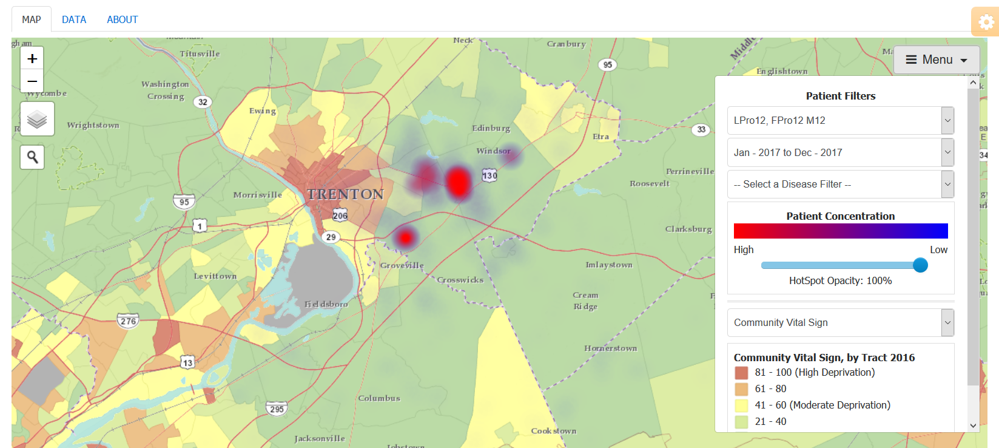 MAP
DATA
ABOUT
+
−
Menu
Titusville
Neck
Cranbury
95
Englishtown
Washington
Crossing
32
Wycombe
Ewing
Wrightstown
Edinburg
Etra
33
Windsor
130
Perrineville
Roosevelt
Morrisville
TRENTON
95
206
1
29
Clarksburg
Groveville
Imlaystown
Levittown
Crosswicks
Cream
Ridge
Fieldsboro
276
Hornerstown
13
Columbus
295
Cookstown
Jacksonville
Patient Filters
LPro12, FPro12 M12
Jan - 2017 to Dec - 2017
-- Select a Disease Filter --
Patient Concentration
High
Low
HotSpot Opacity: 100%
Community Vital Sign
Community Vital Sign, by Tract 2016
81 - 100 (High Deprivation)
61 - 80
41 - 60 (Moderate Deprivation)
21 - 40